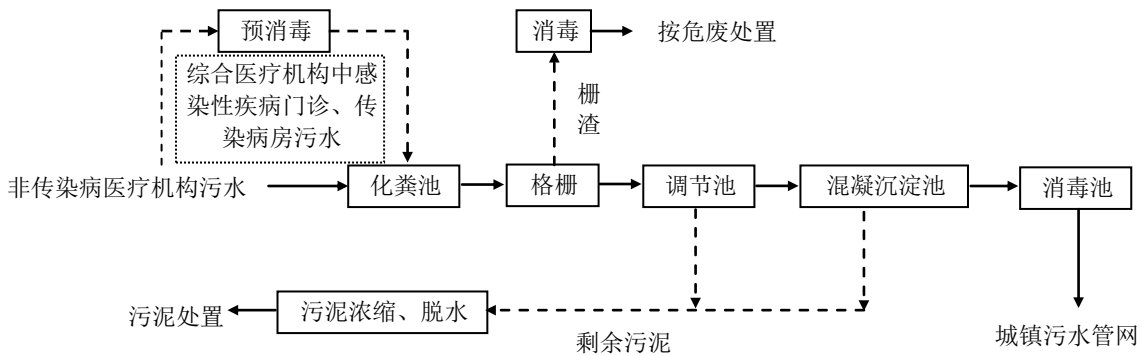 预消毒
消毒
按危废处置
综合医疗机构中感
染性疾病门诊、传
染病房污水
栅
渣
非传染病医疗机构污水
化粪池
格栅
调节池
混凝沉淀池
消毒池
污泥处置
污泥浓缩、脱水
剩余污泥
城镇污水管网